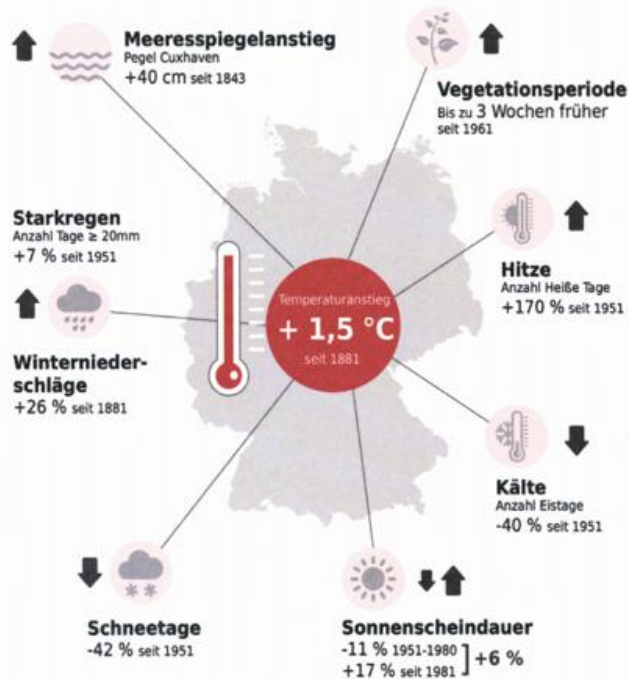 Meeresspiegelanstieg
Pegel Cuxhaven
+40 cm seit 1843
Vegetationsperiode
Bis zu 3 Wochen früher
seit 1961
Starkregen
Anzahl Tage ≥ 20mm
+7 % seit 1951
Hitze
Anzahl Heiße Tage
+170 % seit 1951
Temperaturanstieg
+ 1,5 °C
seit 1881
Winternieder-
schläge
+26 % seit 1881
Kälte
Anzahl Eistage
-40 % seit 1951
Schneetage
-42 % seit 1951
Sonnenscheindauer
-11 % 1951-1980
+17 % seit 1981
+6 %